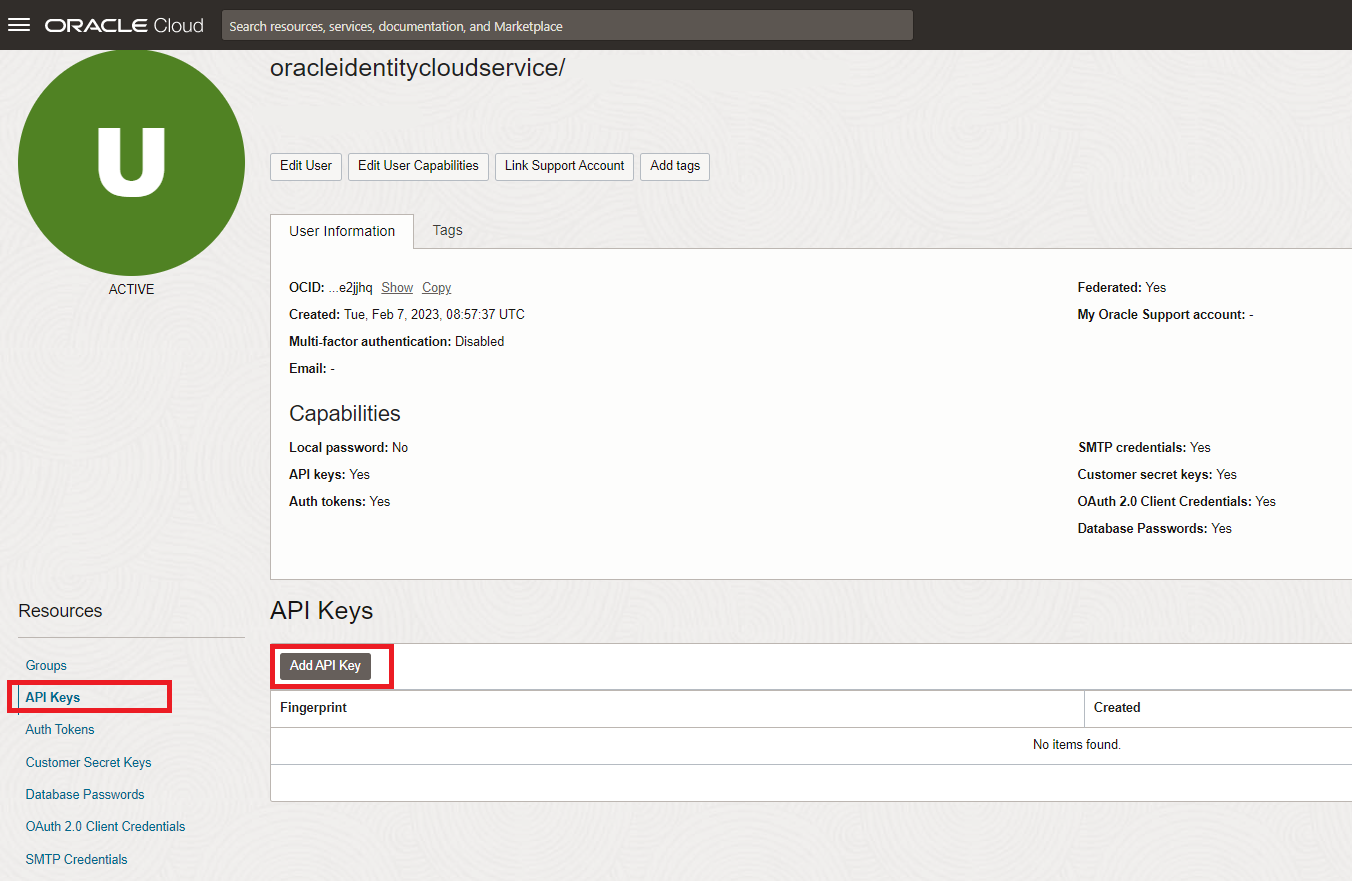 ORACLE Cloud
Search resources, services, documentation, and Marketplace
U
ACTIVE
oracleidentitycloudservice/
Edit User
Edit User Capabilities
Link Support Account
Add tags
User Information
Tags
OCID: ...e2jjhq Show Copy
Created: Tue, Feb 7, 2023, 08:57:37 UTC
Multi-factor authentication: Disabled
Email: -
Federated: Yes
My Oracle Support account: -
Capabilities
Local password: No
API keys: Yes
Auth tokens: Yes
SMTP credentials: Yes
Customer secret keys: Yes
OAuth 2.0 Client Credentials: Yes
Database Passwords: Yes
Resources
Groups
API Keys
Auth Tokens
Customer Secret Keys
Database Passwords
OAuth 2.0 Client Credentials
SMTP Credentials
API Keys
Add API Key
Fingerprint
Created
No items found.